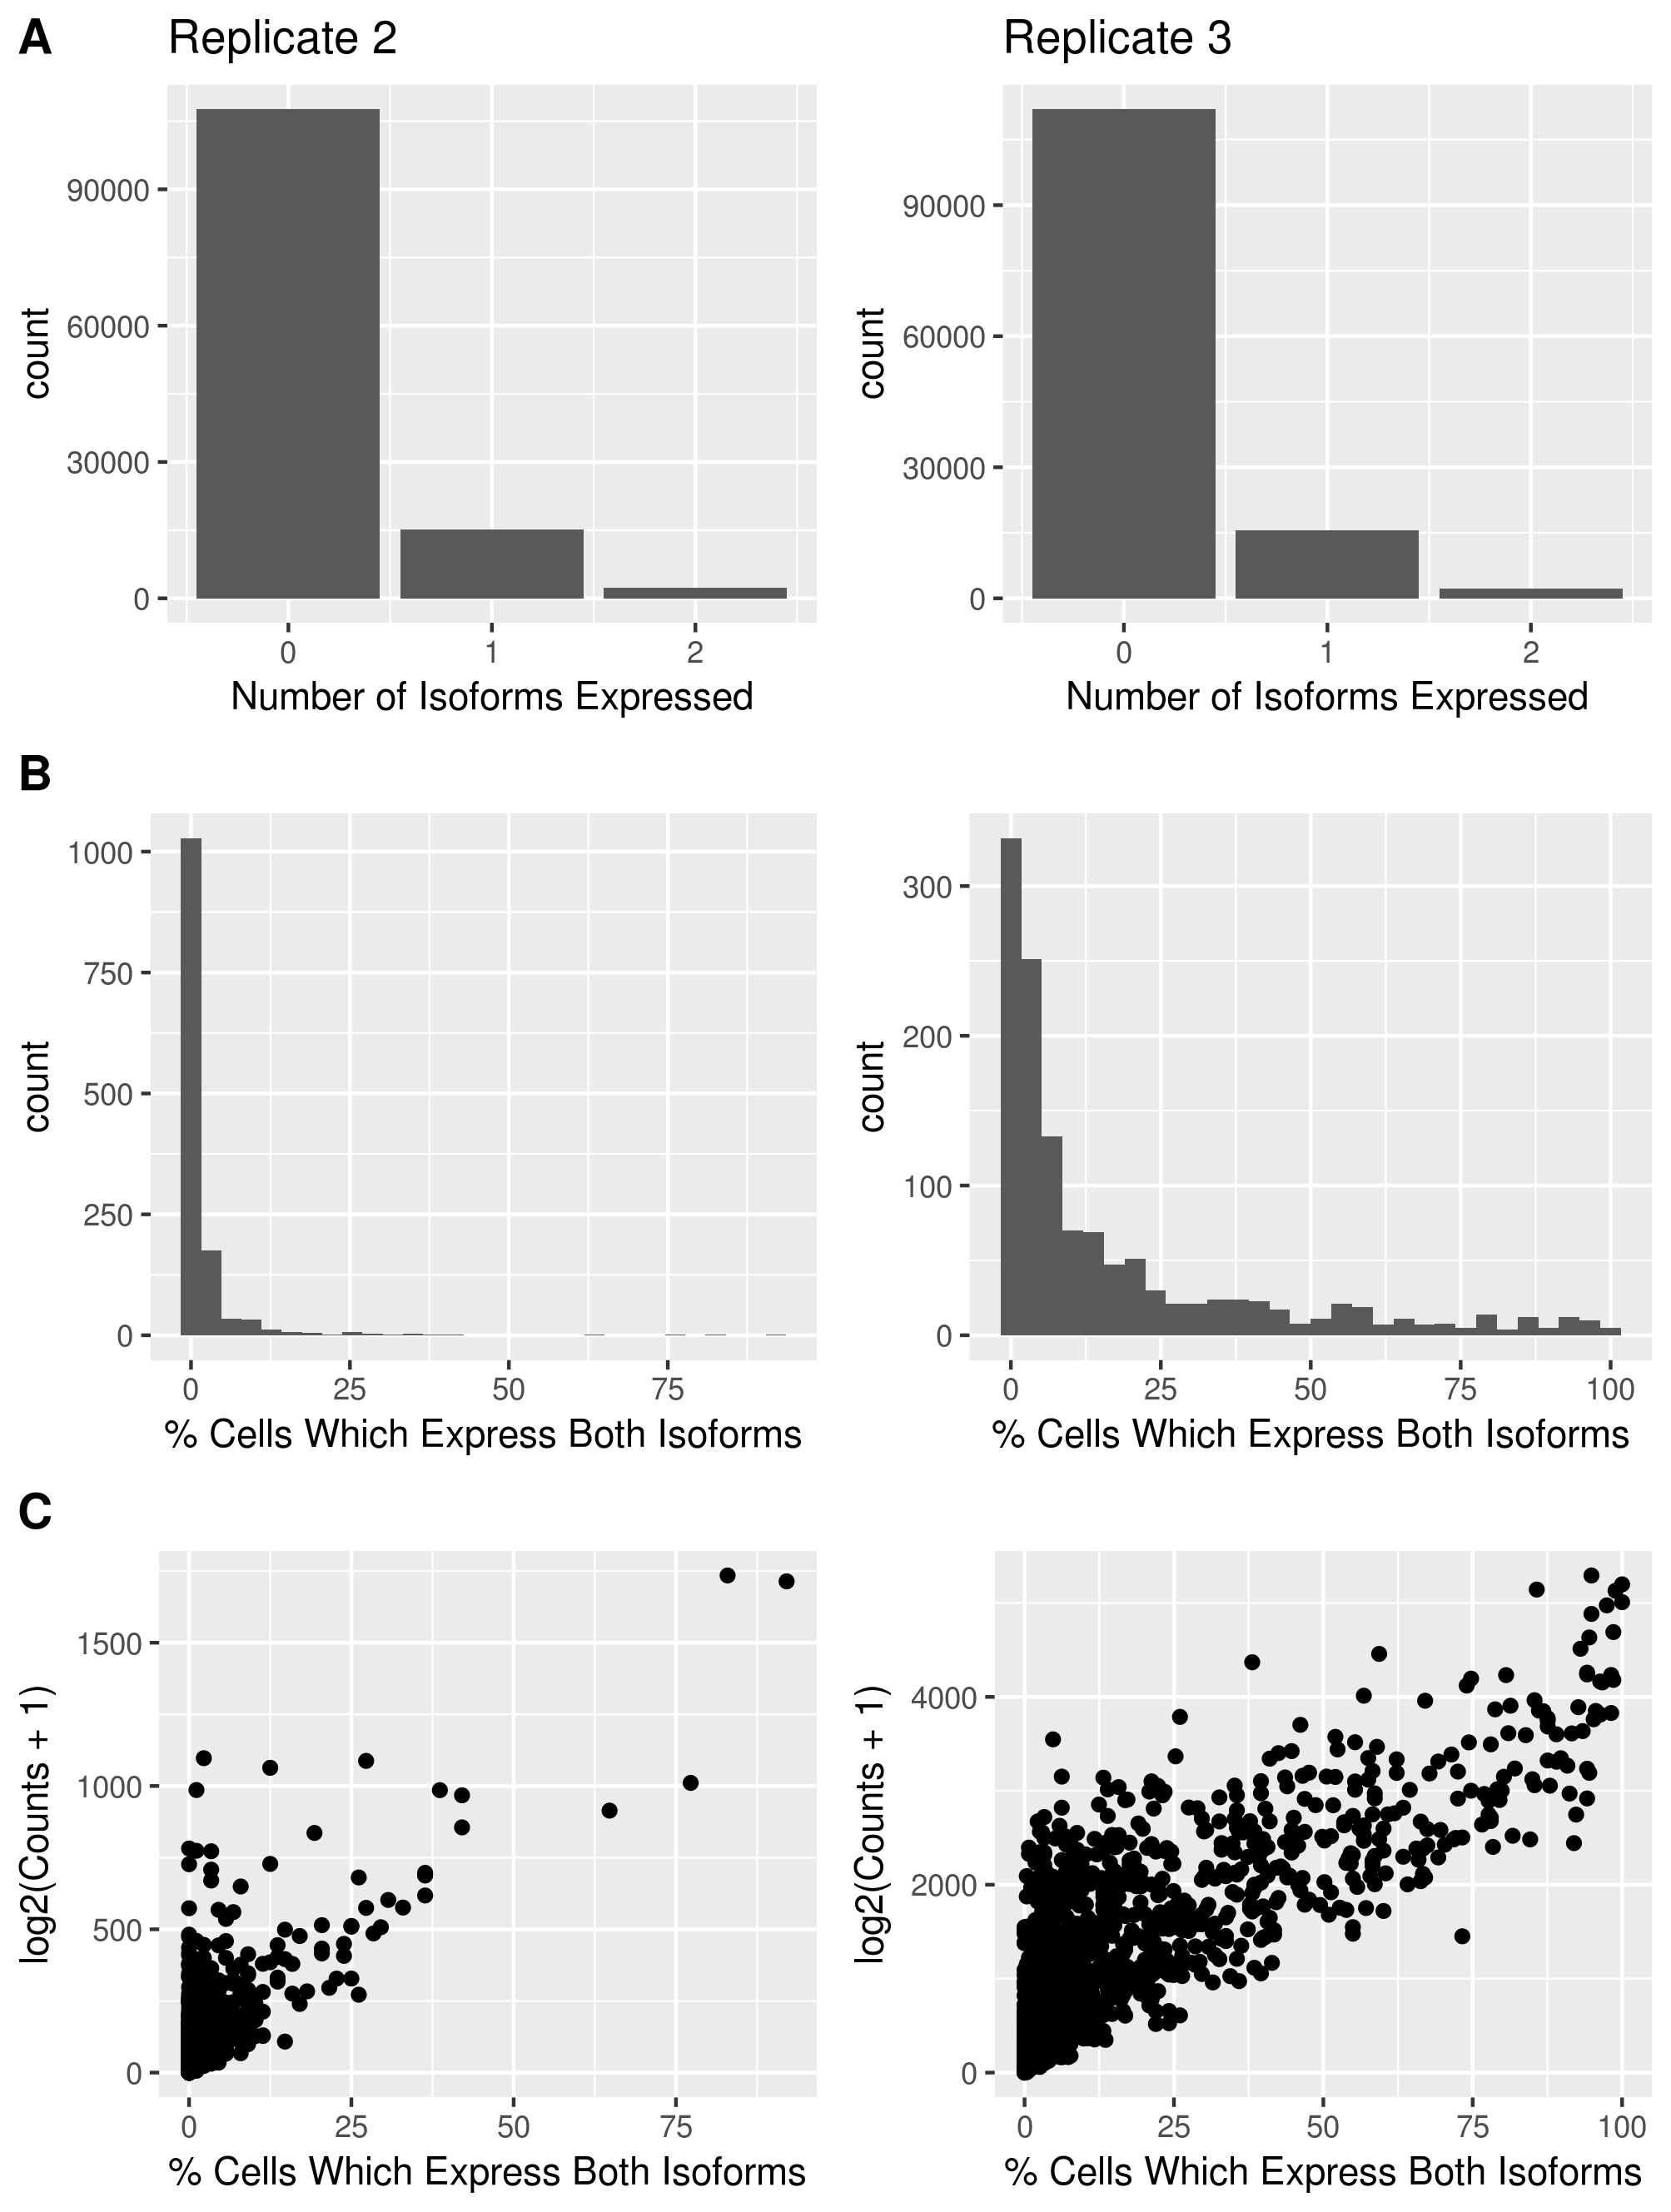 A
Replicate 2
Replicate 3
count
90000
60000
30000
0
0 1 2
Number of Isoforms Expressed
count
90000
60000
30000
0
0 1 2
Number of Isoforms Expressed
B
count
1000
750
500
250
0
0 25 50 75
% Cells Which Express Both Isoforms
count
300
200
100
0
0 25 50 75 100
% Cells Which Express Both Isoforms
C
log2(Counts + 1)
1500
1000
500
0
0 25 50 75
% Cells Which Express Both Isoforms
log2(Counts + 1)
4000
2000
0
0 25 50 75 100
% Cells Which Express Both Isoforms